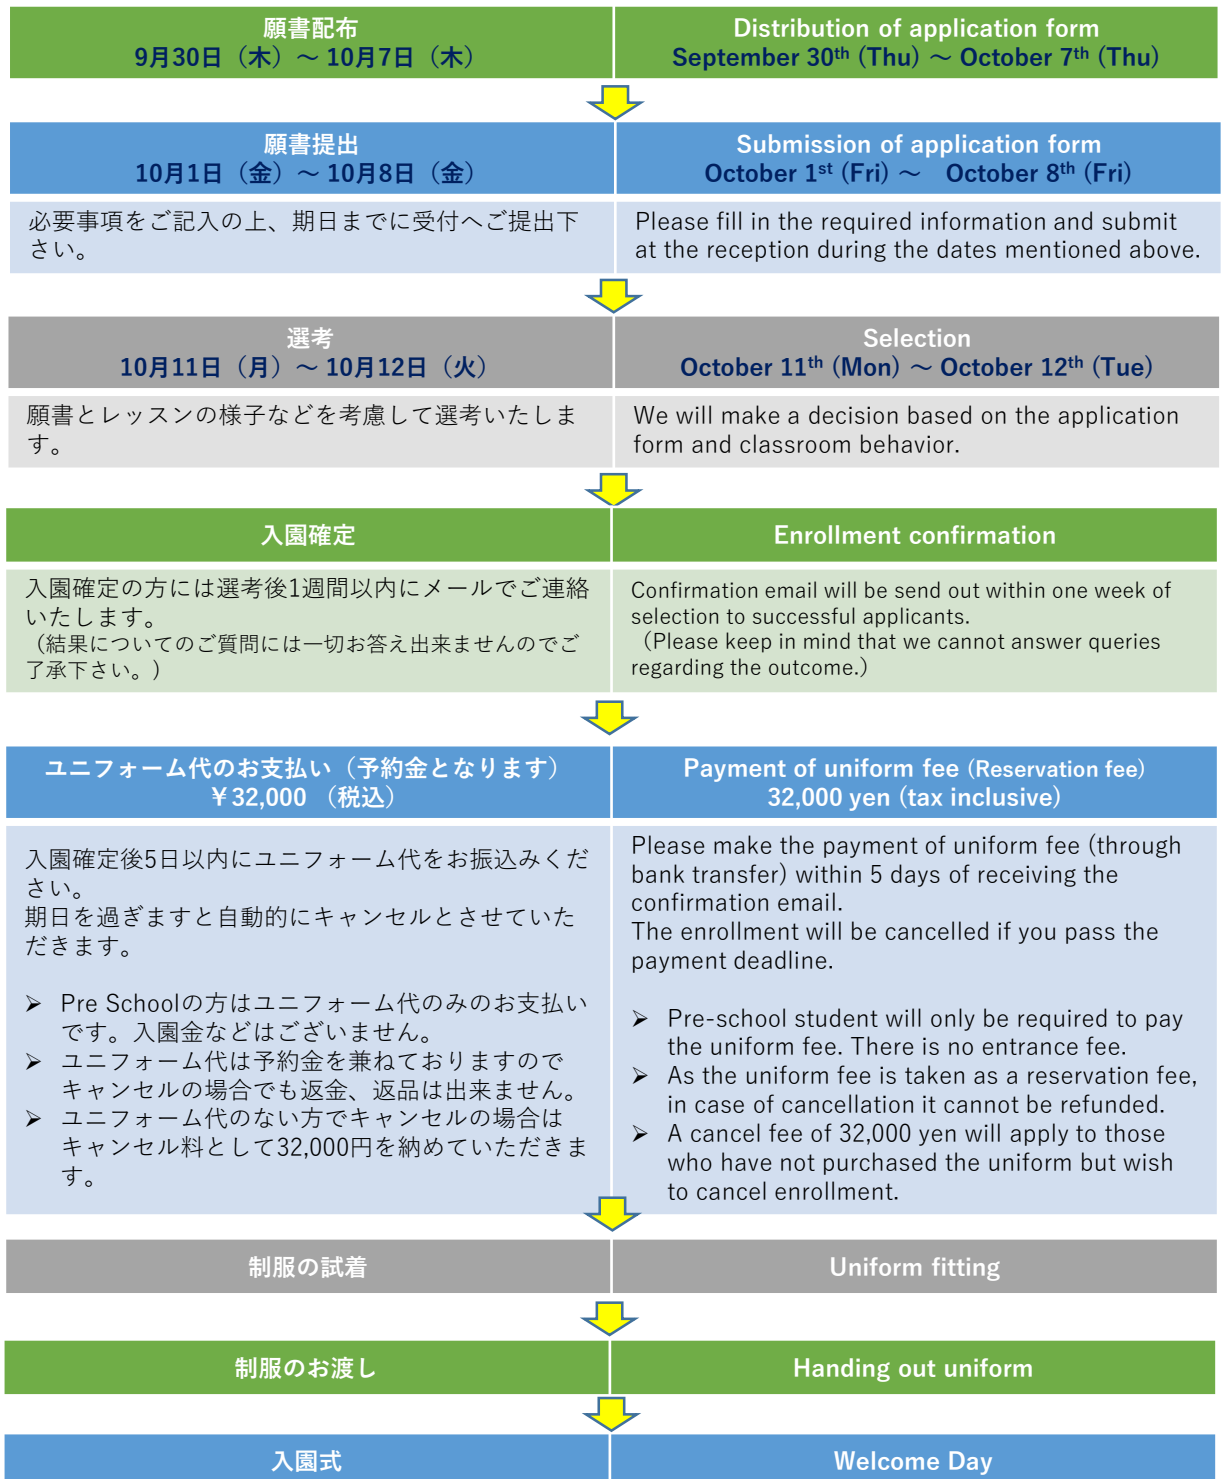 願書配布
9月30日（木）～10月7日（木）
Distribution of application form
September 30th (Thu) ～ October 7th (Thu)
願書提出
10月1日（金）～10月8日（金）
Submission of application form
October 1st (Fri) ～ October 8th (Fri)
必要事項をご記入の上、期日までに受付へご提出下
さい。
Please fill in the required information and submit
at the reception during the dates mentioned above.
選考
10月11日（月）～10月12日（火）
Selection
October 11th (Mon) ～ October 12th (Tue)
願書とレッスンの様子などを考慮して選考いたしま
す。
We will make a decision based on the application
form and classroom behavior.
入園確定
Enrollment confirmation
入園確定の方には選考後1週間以内にメールでご連絡
いたします。
（結果についてのご質問には一切お答え出来ませんのでご
了承下さい。)
Confirmation email will be send out within one week of
selection to successful applicants.
（Please keep in mind that we cannot answer queries
regarding the outcome.）
ユニフォーム代のお支払い（予約金となります）
￥32,000 （税込）
Payment of uniform fee (Reservation fee)
32,000 yen (tax inclusive)
入園確定後5日以内にユニフォーム代をお振込みくだ
さい。
期日を過ぎますと自動的にキャンセルとさせていた
だきます。
➢ Pre Schoolの方はユニフォーム代のみのお支払い
です。入園金などはございません。
➢ ユニフォーム代は予約金を兼ねておりますので
キャンセルの場合でも返金、返品は出来ません。
➢ ユニフォーム代のない方でキャンセルの場合は
キャンセル料として32,000円を納めていただきま
す。
Please make the payment of uniform fee (through
bank transfer) within 5 days of receiving the
confirmation email.
The enrollment will be cancelled if you pass the
payment deadline.
➢ Pre-school student will only be required to pay
the uniform fee. There is no entrance fee.
➢ As the uniform fee is taken as a reservation fee,
in case of cancellation it cannot be refunded.
➢ A cancel fee of 32,000 yen will apply to those
who have not purchased the uniform but wish
to cancel enrollment.
制服の試着
Uniform fitting
制服のお渡し
Handing out uniform
入園式
Welcome Day